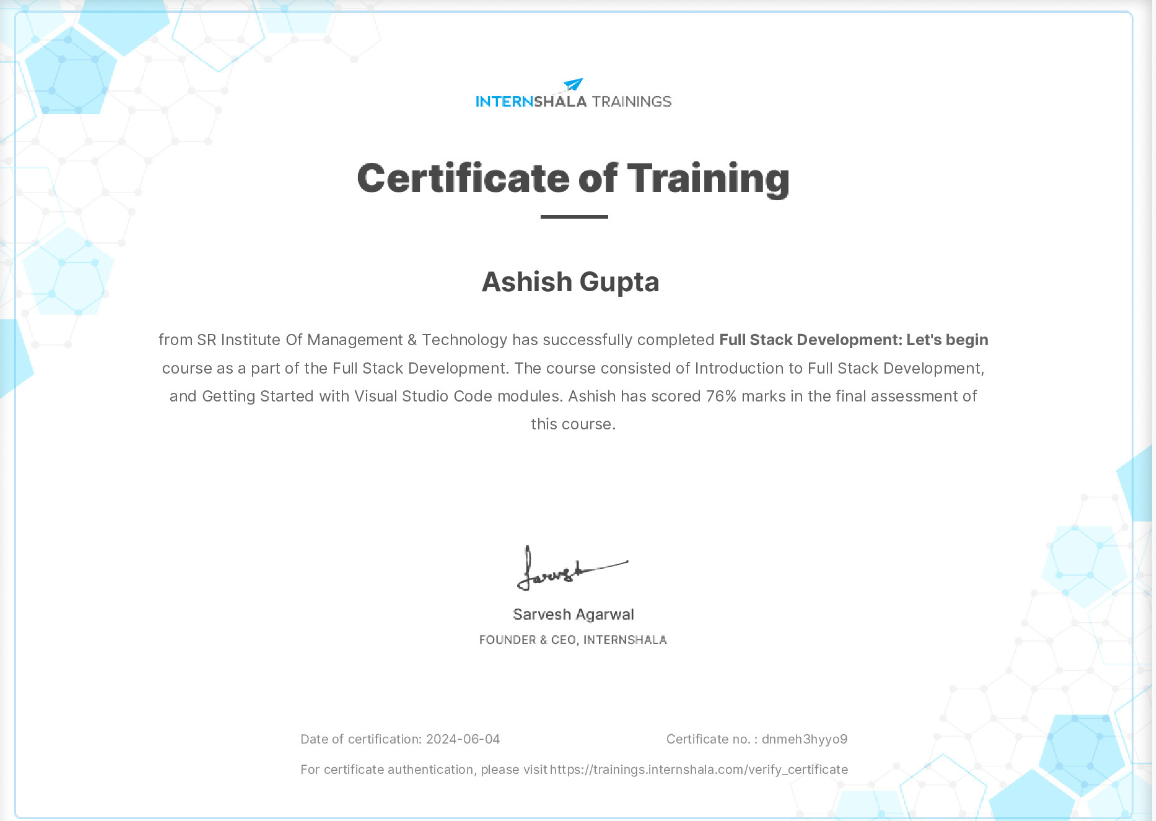 INTERNSHALA TRAININGS
Certificate of Training
Ashish Gupta
from SR Institute Of Management & Technology has successfully completed Full Stack Development: Let's begin
course as a part of the Full Stack Development. The course consisted of Introduction to Full Stack Development,
and Getting Started with Visual Studio Code modules. Ashish has scored 76% marks in the final assessment of
this course.
Sarvesh
Sarvesh Agarwal
FOUNDER & CEO, INTERNSHALA
Date of certification: 2024-06-04 Certificate no. : dnmeh3hyyo9
For certificate authentication, please visit https://trainings.internshala.com/verify_certificate